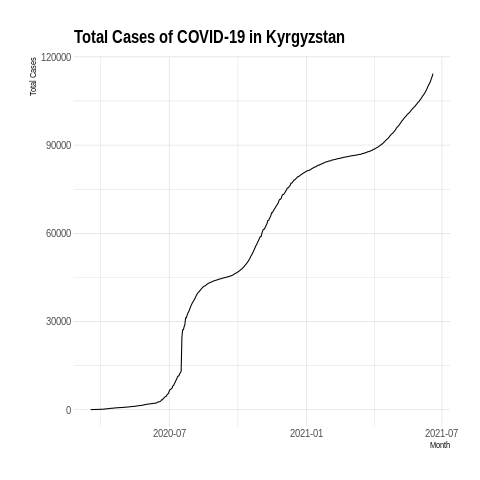 Total Cases of COVID-19 in Kyrgyzstan
Total Cases
120000
90000
60000
30000
0
2020-07
2021-01
2021-07
Month